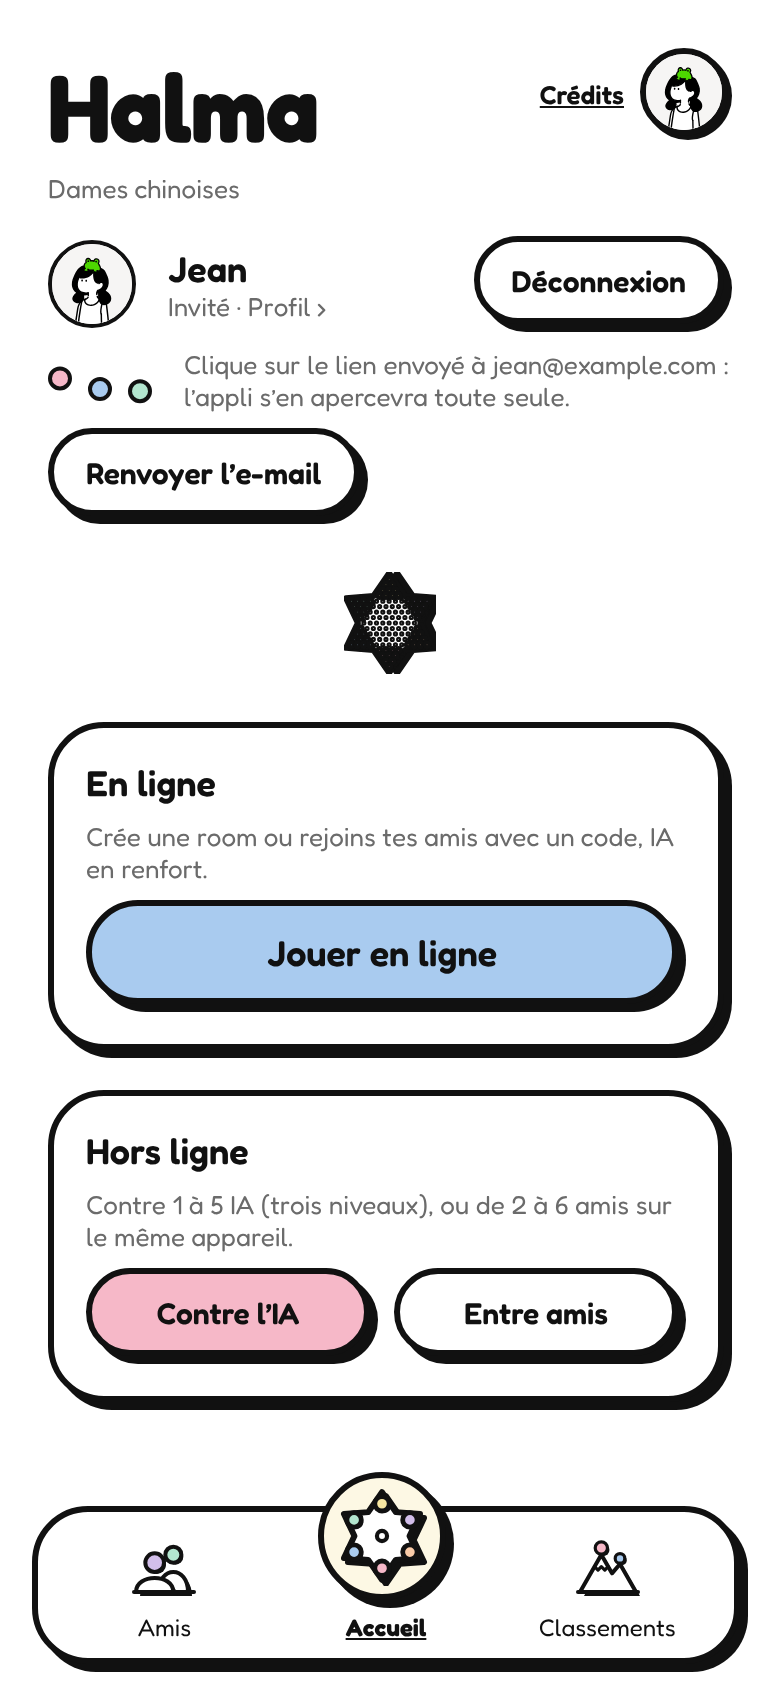 Halma
Crédits
Dames chinoises
Jean
Invité · Profil ›
Déconnexion
Clique sur le lien envoyé à jean@example.com :
l’appli s’en apercevra toute seule.
Renvoyer l’e-mail
En ligne
Crée une room ou rejoins tes amis avec un code, IA
en renfort.
Jouer en ligne
Hors ligne
Contre 1 à 5 IA (trois niveaux), ou de 2 à 6 amis sur
le même appareil.
Contre l’IA
Entre amis
Amis
Accueil
Classements